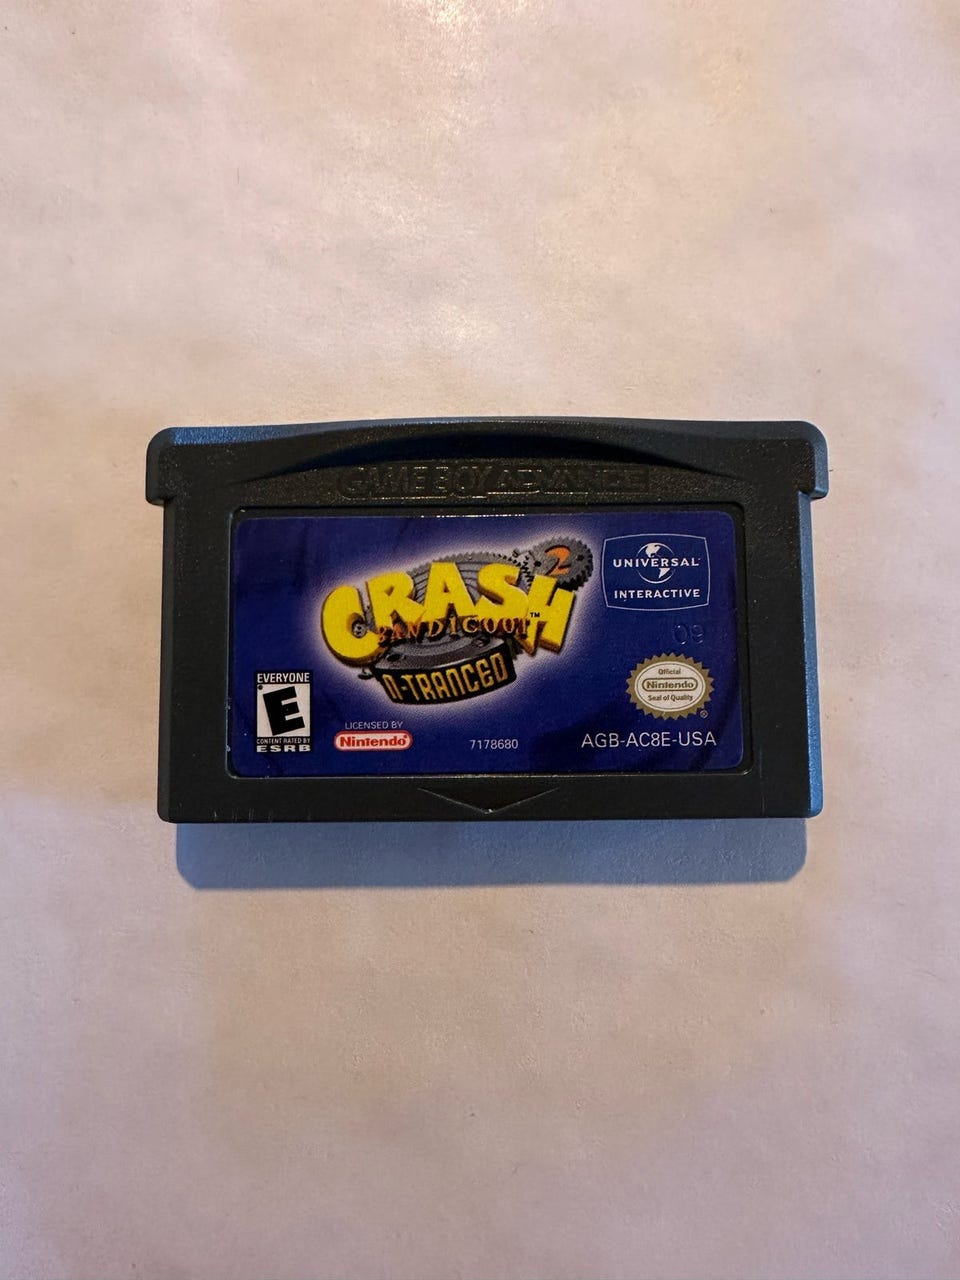 GAME BOY ADVANCE
2
CRASH™
BANDICOOT
N-TRANCED
UNIVERSAL
INTERACTIVE
09
EVERYONE
E
CONTENT RATED BY
ESRB
LICENSED BY
Nintendo®
7178680
Official
Nintendo
Seal of Quality
®
AGB-AC8E-USA